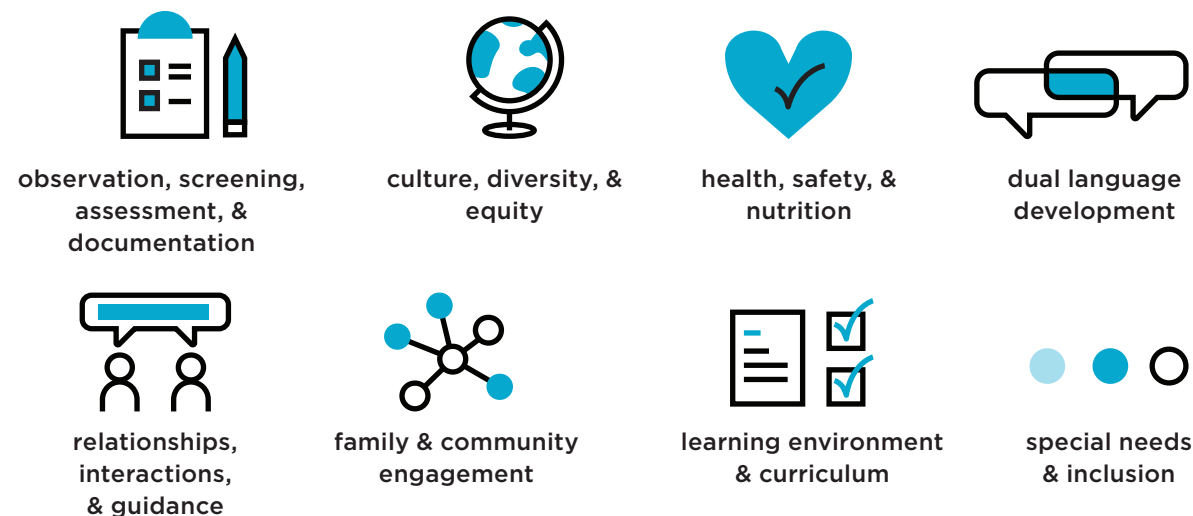 observation, screening,
assessment, &
documentation
culture, diversity, &
equity
health, safety, &
nutrition
dual language
development
relationships,
interactions,
& guidance
family & community
engagement
learning environment
& curriculum
special needs
& inclusion